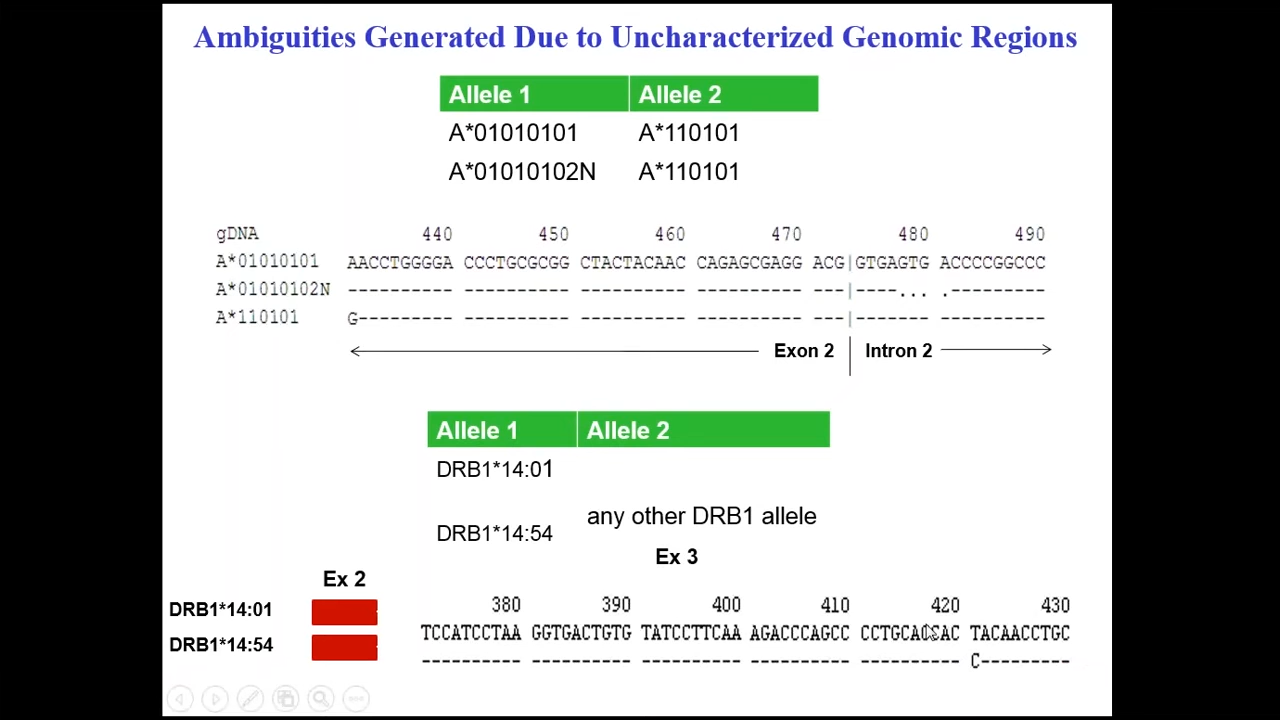 Ambiguities Generated Due to Uncharacterized Genomic Regions
Allele 1 Allele 2
A*01010101 A*110101
A*01010102N A*110101
gDNA 440 450 460 470 480 490
A*01010101 AACCTGGGGA CCCTGCGCGG CTACTACAAC CAGAGCGAGG ACG|GTGAGTG ACCCCGGCCC
A*01010102N ---------- ---------- ---------- ---------- ---|----... .---------
A*110101 G--------- ---------- ---------- ---------- ---|------- ----------
Exon 2 | Intron 2
Allele 1 Allele 2
DRB1*14:01
any other DRB1 allele
DRB1*14:54
Ex 3
Ex 2
380 390 400 410 420 430
DRB1*14:01 TCCATCCTAA GGTGACTGTG TATCCTTCAA AGACCCAGCC TACAACCTGC
DRB1*14:54 ---------- ---------- ---------- ---------- ---------- C---------